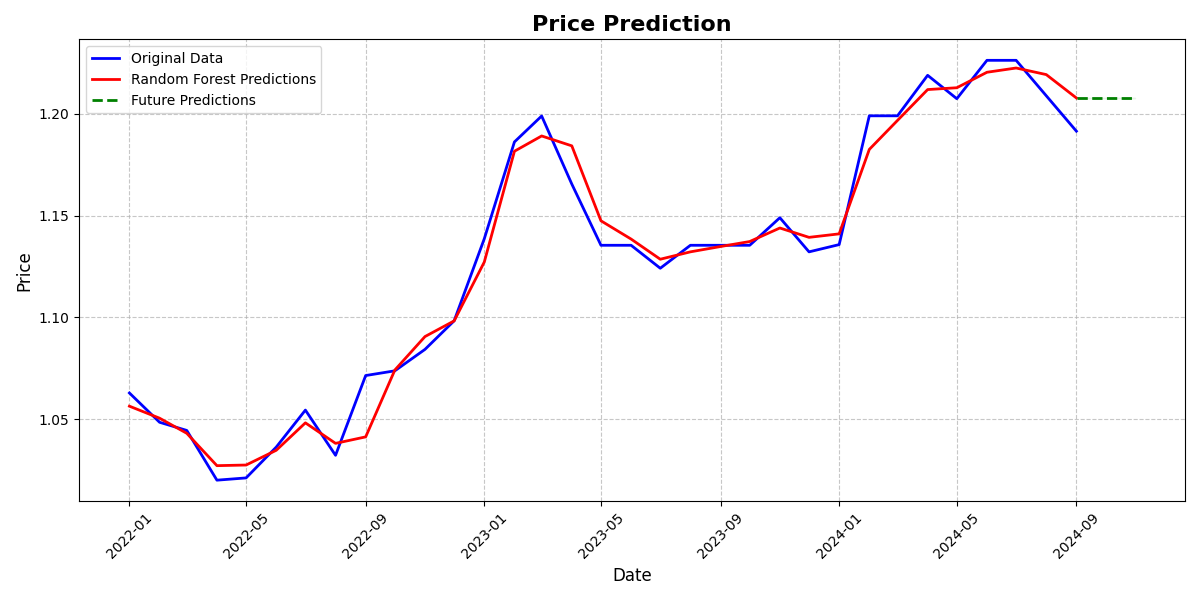 Price Prediction
Original Data
Random Forest Predictions
Future Predictions
Price
1.20
1.15
1.10
1.05
2022-01
2022-05
2022-09
2023-01
2023-05
2023-09
2024-01
2024-05
2024-09
Date